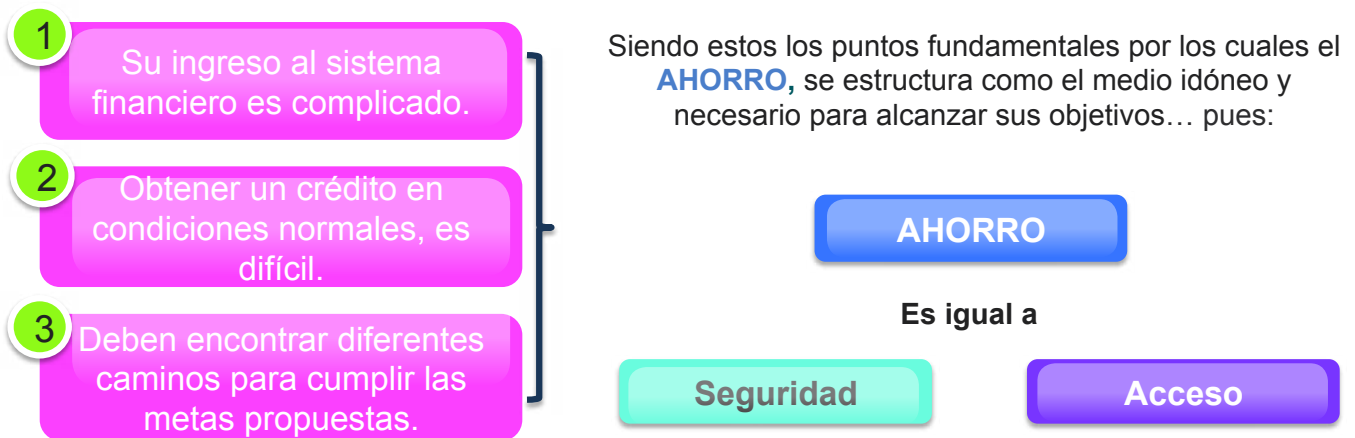 1
Su ingreso al sistema
financiero es complicado.
2
Obtener un crédito en
condiciones normales, es
difícil.
3
Deben encontrar diferentes
caminos para cumplir las
metas propuestas.
Siendo estos los puntos fundamentales por los cuales el
AHORRO, se estructura como el medio idóneo y
necesario para alcanzar sus objetivos… pues:
AHORRO
Es igual a
Seguridad
Acceso